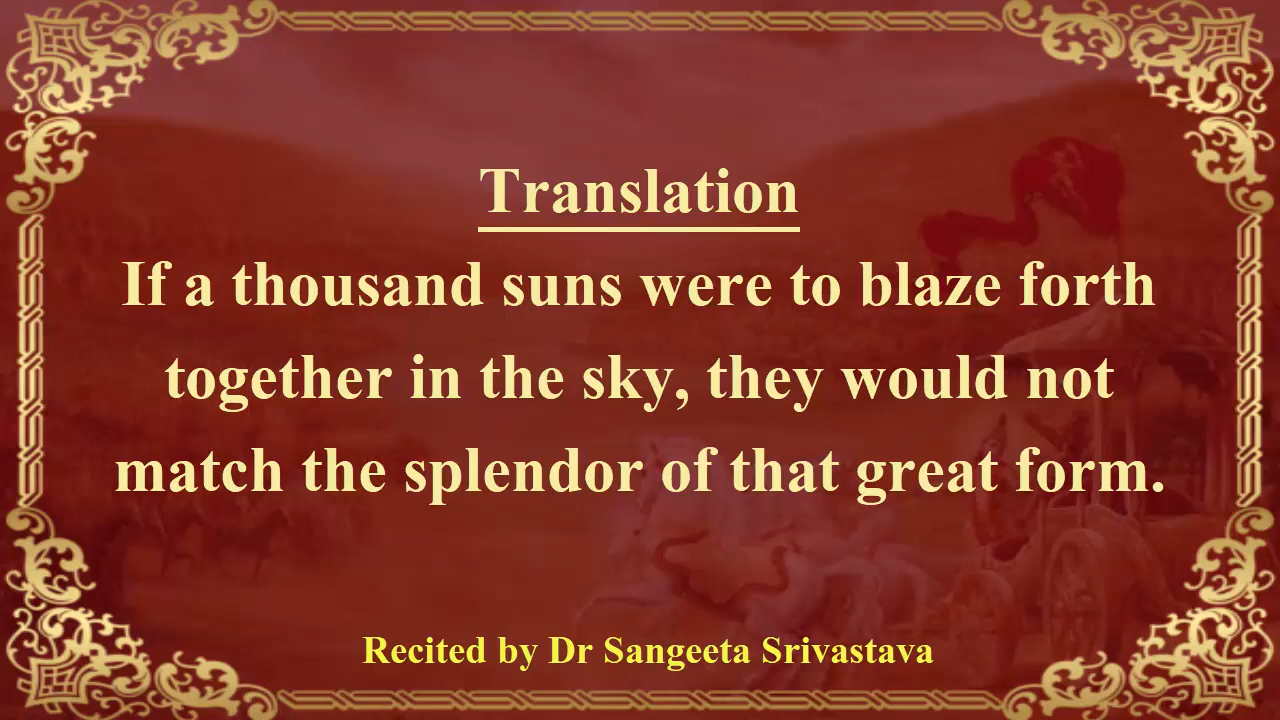 Translation
If a thousand suns were to blaze forth
together in the sky, they would not
match the splendor of that great form.
Recited by Dr Sangeeta Srivastava